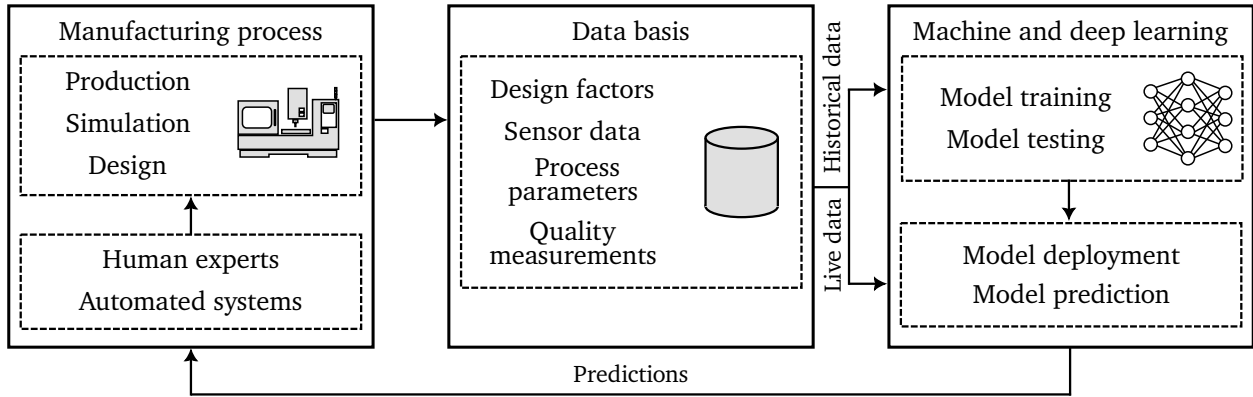 Manufacturing process
Production
Simulation
Design
Human experts
Automated systems
Data basis
Design factors
Sensor data
Process
parameters
Quality
measurements
Historical data
Live data
Machine and deep learning
Model training
Model testing
Model deployment
Model prediction
Predictions